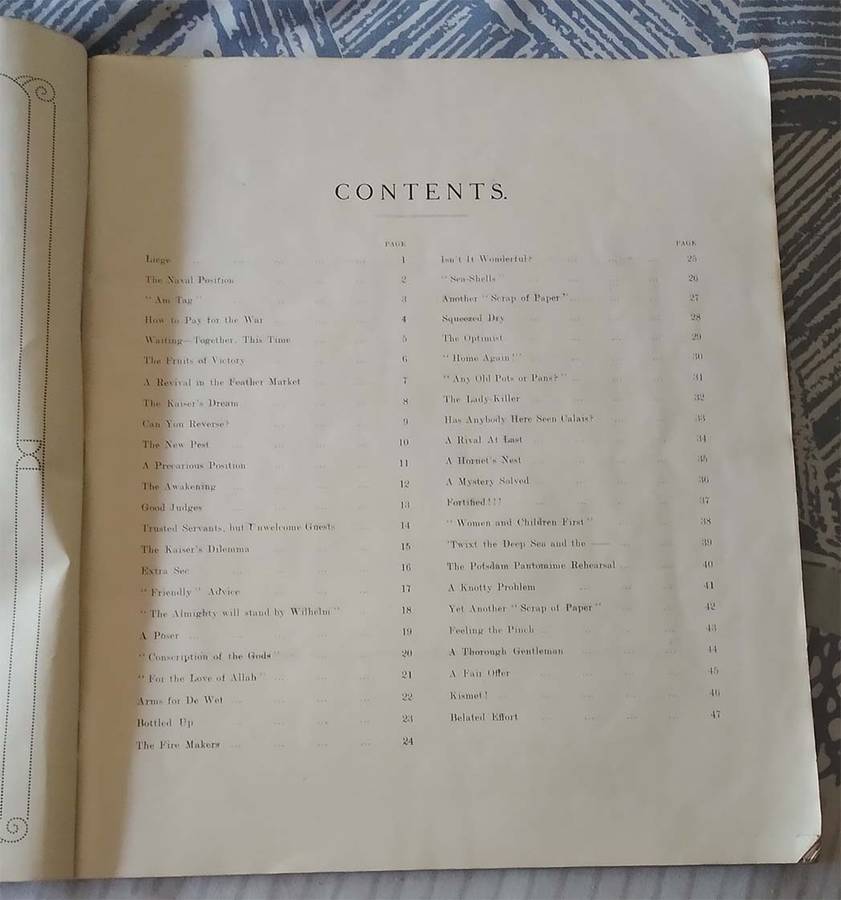 CONTENTS.
PAGE
Liege ... 1
The Naval Position ... 2
"Am Tag" ... 3
How to Pay for the War ... 4
Waiting—Together, This Time ... 5
The Fruits of Victory ... 6
A Revival in the Feather Market ... 7
The Kaiser's Dream ... 8
Can You Reverse? ... 9
The New Pest ... 10
A Precarious Position ... 11
The Awakening ... 12
Good Judges ... 13
Trusted Servants, but Unwelcome Guests ... 14
The Kaiser's Dilemma ... 15
Extra Sec ... 16
"Friendly" Advice ... 17
"The Almighty will stand by Wilhelm" ... 18
A Poser ... 19
"Conscription of the Gods" ... 20
"For the Love of Allah" ... 21
Arms for De Wet ... 22
Bottled Up ... 23
The Fire Makers ... 24
PAGE
Isn't It Wonderful? ... 25
"Sea-Shells" ... 26
Another "Scrap of Paper" ... 27
Squeezed Dry ... 28
The Optimist ... 29
"Home Again!" ... 30
"Any Old Pots or Pans?" ... 31
The Lady-Killer ... 32
Has Anybody Here Seen Calais? ... 33
A Rival At Last ... 34
A Hornet's Nest ... 35
A Mystery Solved ... 36
Fortified!!! ... 37
"Women and Children First" ... 38
'Twixt the Deep Sea and the —— ... 39
The Potsdam Pantomime Rehearsal ... 40
A Knotty Problem ... 41
Yet Another "Scrap of Paper" ... 42
Feeling the Pinch ... 43
A Thorough Gentleman ... 44
A Fair Offer ... 45
Kismet! ... 46
Belated Effort ... 47